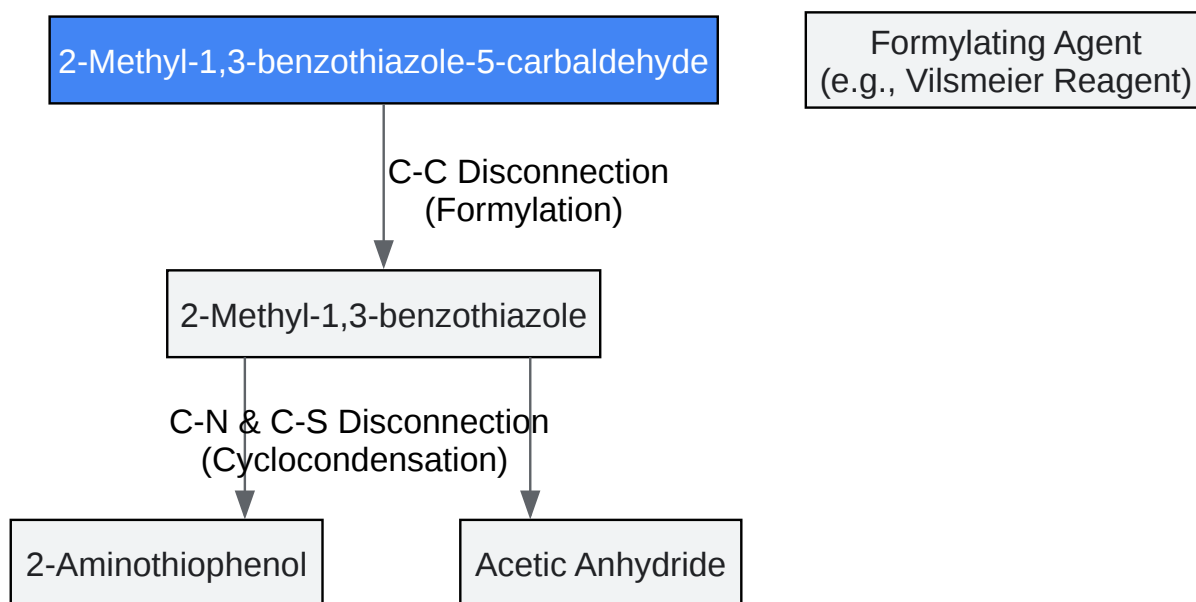 2-Methyl-1,3-benzothiazole-5-carbaldehyde
Formylating Agent
(e.g., Vilsmeier Reagent)
C-C Disconnection
(Formylation)
2-Methyl-1,3-benzothiazole
C-N & C-S Disconnection
(Cyclocondensation)
2-Aminothiophenol
Acetic Anhydride